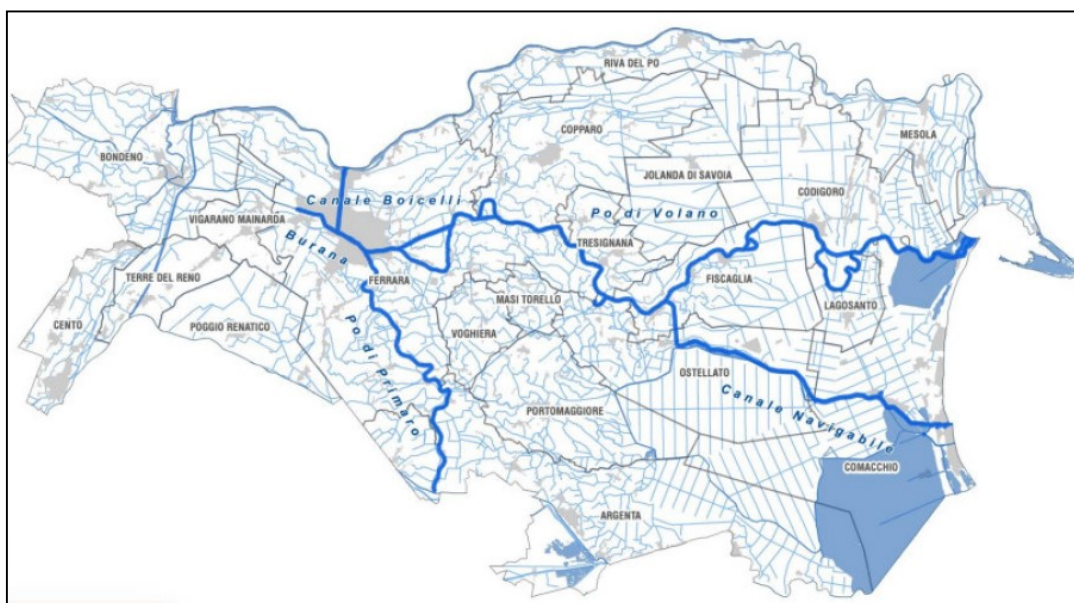 RIVA DEL PO
COPPARO
MESOLA
BONDENO
JOLANDA DI SAVOIA
CODIGORO
Canale Boicelli
Po di Volano
VIGARANO MAINARDA
TRESIGNANA
Burana
FERRARA
FISCAGLIA
TERRE DEL RENO
MASI TORELLO
LAGOSANTO
CENTO
POGGIO RENATICO
VOGHIERA
Po di Primaro
OSTELLATO
PORTOMAGGIORE
Canale Navigabile
COMACCHIO
ARGENTA